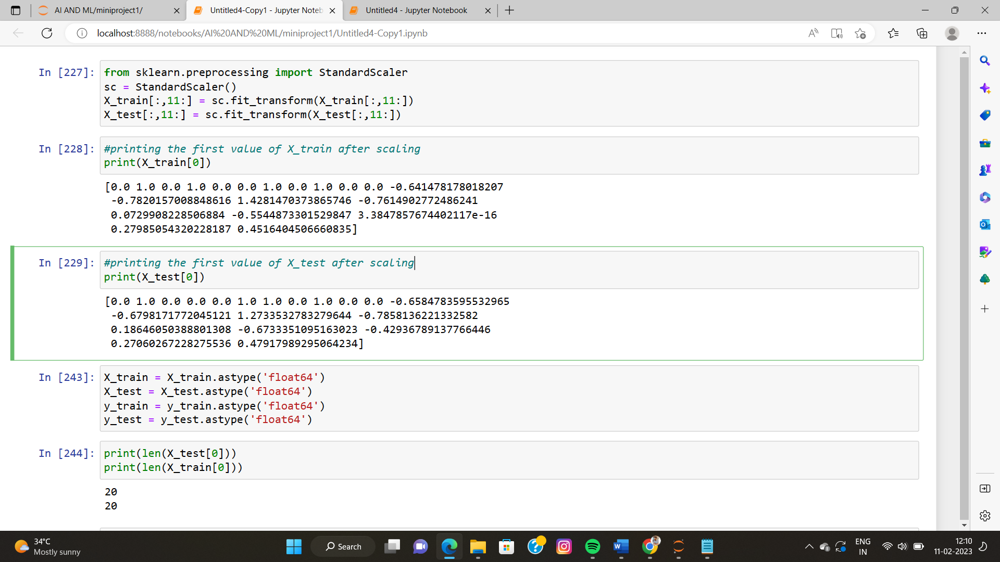 AI AND ML/miniproject1/
Untitled4-Copy1 - Jupyter Noteb
Untitled4 - Jupyter Notebook
localhost:8888/notebooks/AI%20AND%20ML/miniproject1/Untitled4-Copy1.ipynb
In [227]: from sklearn.preprocessing import StandardScaler
sc = StandardScaler()
X_train[:,11:] = sc.fit_transform(X_train[:,11:])
X_test[:,11:] = sc.fit_transform(X_test[:,11:])
In [228]: #printing the first value of X_train after scaling
print(X_train[0])
[0.0 1.0 0.0 1.0 0.0 0.0 1.0 0.0 1.0 0.0 0.0 -0.641478178018207
-0.7820157008848616 1.4281470373865746 -0.7614902772486241
0.0729908228506884 -0.5544873301529847 3.3847857674402117e-16
0.27985054320228187 0.4516404506660835]
In [229]: #printing the first value of X_test after scaling
print(X_test[0])
[0.0 1.0 0.0 0.0 0.0 1.0 1.0 0.0 1.0 0.0 0.0 -0.6584783595532965
-0.6798171772045121 1.2733532783279644 -0.7858136221332582
0.18646050388801308 -0.6733351095163023 -0.42936789137766446
0.27060267228275536 0.47917989295064234]
In [243]: X_train = X_train.astype('float64')
X_test = X_test.astype('float64')
y_train = y_train.astype('float64')
y_test = y_test.astype('float64')
In [244]: print(len(X_test[0]))
print(len(X_train[0]))
20
20
34°C
Mostly sunny
Search
ENG
IN
12:10
11-02-2023